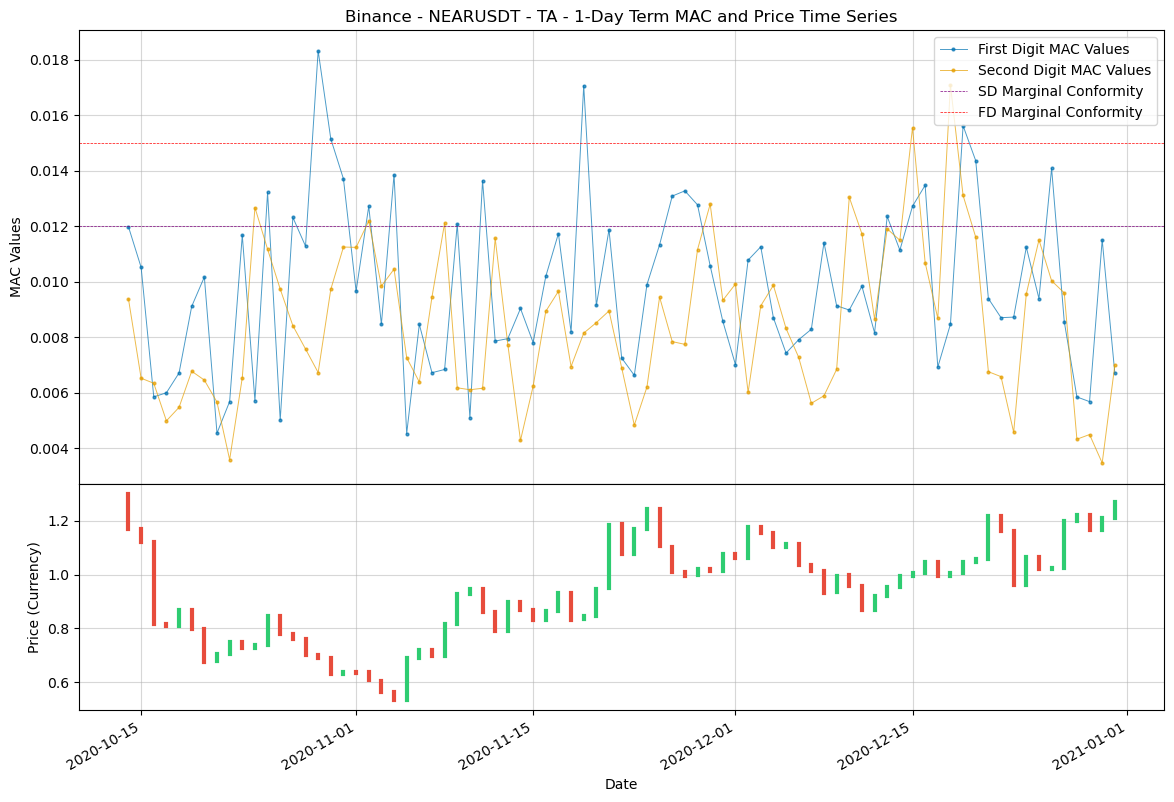 Binance - NEARUSDT - TA - 1-Day Term MAC and Price Time Series
First Digit MAC Values
Second Digit MAC Values
SD Marginal Conformity
FD Marginal Conformity
MAC Values
0.018
0.016
0.014
0.012
0.010
0.008
0.006
0.004
Price (Currency)
1.2
1.0
0.8
0.6
2020-10-15
2020-11-01
2020-11-15
2020-12-01
2020-12-15
2021-01-01
Date